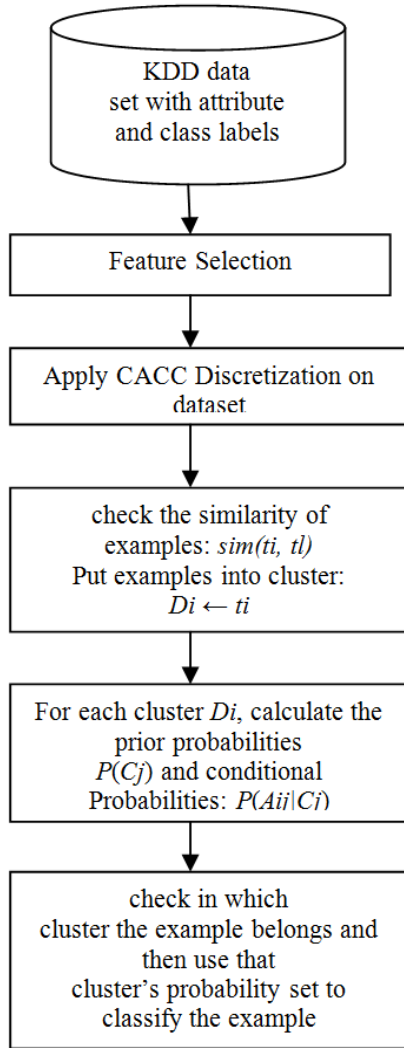 KDD data
set with attribute
and class labels
Feature Selection
Apply CACC Discretization on
dataset
check the similarity of
examples: sim(ti, tl)
Put examples into cluster:
Di ← ti
For each cluster Di, calculate the
prior probabilities
P(Cj) and conditional
Probabilities: P(Aij|Cj)
check in which
cluster the example belongs and
then use that
cluster's probability set to
classify the example